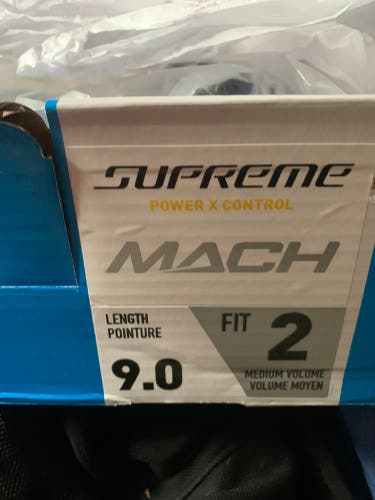 SUPREME
POWER X CONTROL
MACH
LENGTH
POINTURE
9.0
FIT 2
MEDIUM VOLUME
VOLUME MOYEN